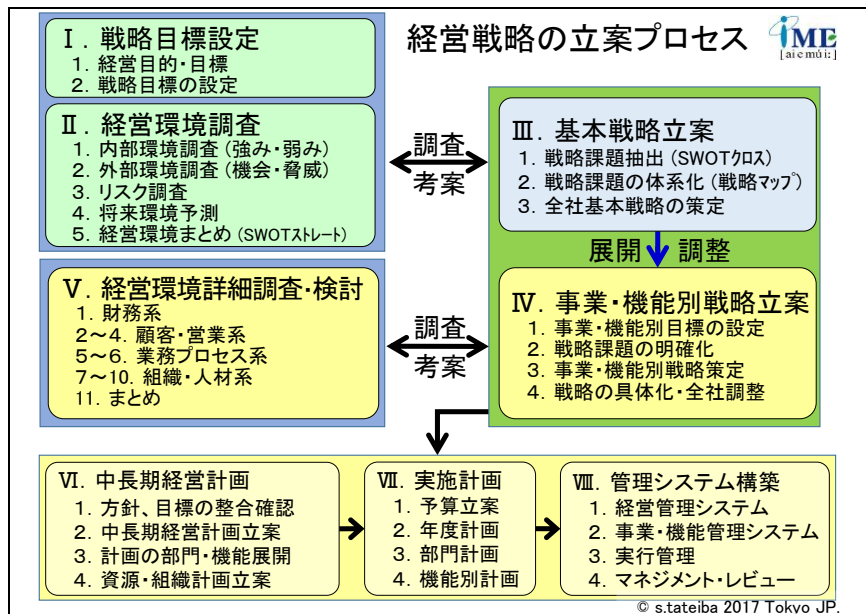 経営戦略の立案プロセス
iME
[ai em úi:]
Ⅰ．戦略目標設定
1．経営目的・目標
2．戦略目標の設定
Ⅱ．経営環境調査
1．内部環境調査（強み・弱み）
2．外部環境調査（機会・脅威）
3．リスク調査
4．将来環境予測
5．経営環境まとめ（SWOTストレート）
調査
考案
Ⅲ．基本戦略立案
1．戦略課題抽出（SWOTクロス）
2．戦略課題の体系化（戦略マップ）
3．全社基本戦略の策定
展開　調整
Ⅴ．経営環境詳細調査・検討
1．財務系
2～4．顧客・営業系
5～6．業務プロセス系
7～10．組織・人材系
11．まとめ
調査
考案
Ⅳ．事業・機能別戦略立案
1．事業・機能別目標の設定
2．戦略課題の明確化
3．事業・機能別戦略策定
4．戦略の具体化・全社調整
Ⅵ．中長期経営計画
1．方針、目標の整合確認
2．中長期経営計画立案
3．計画の部門・機能展開
4．資源・組織計画立案
Ⅶ．実施計画
1．予算立案
2．年度計画
3．部門計画
4．機能別計画
Ⅷ．管理システム構築
1．経営管理システム
2．事業・機能管理システム
3．実行管理
4．マネジメント・レビュー
© s.tateiba 2017 Tokyo JP.